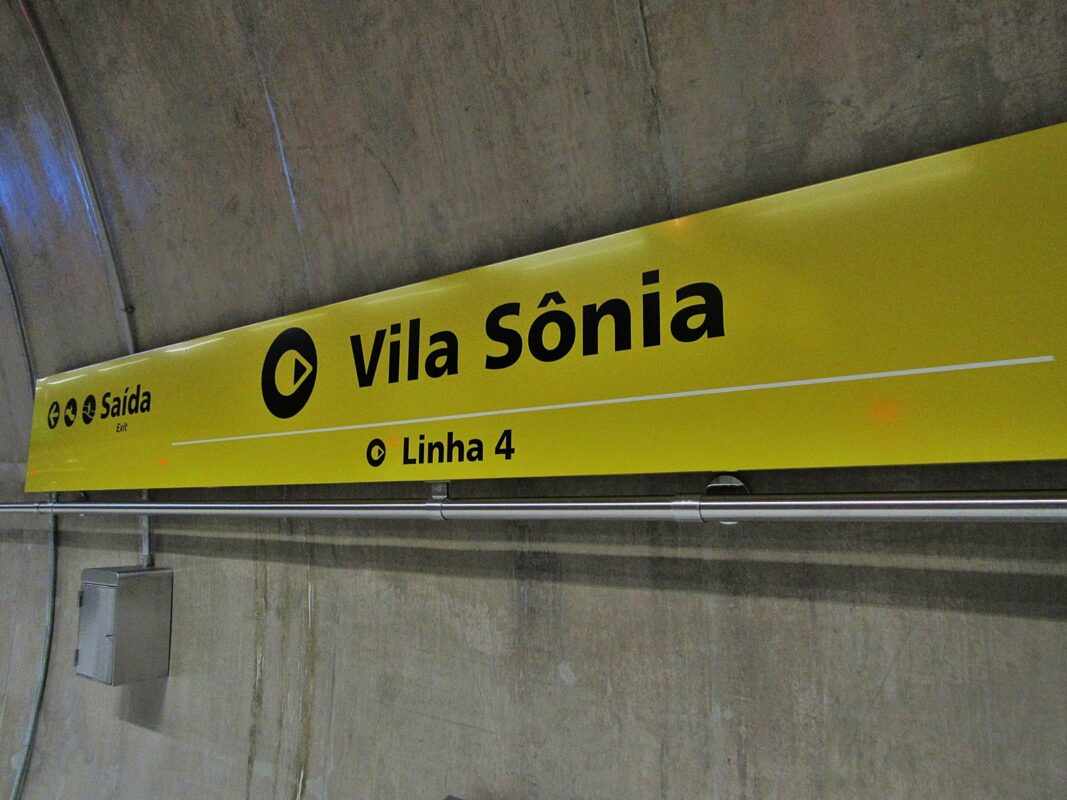 Vila Sônia
Saída
Exit
Linha 4